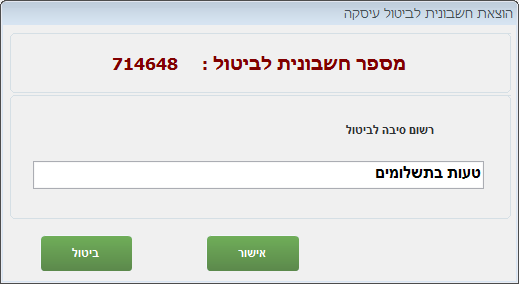 הוצאת חשבונית לביטול עיסקה
מספר חשבונית לביטול : 714648
רשום סיבה לביטול
טעות בתשלומים
אישור
ביטול